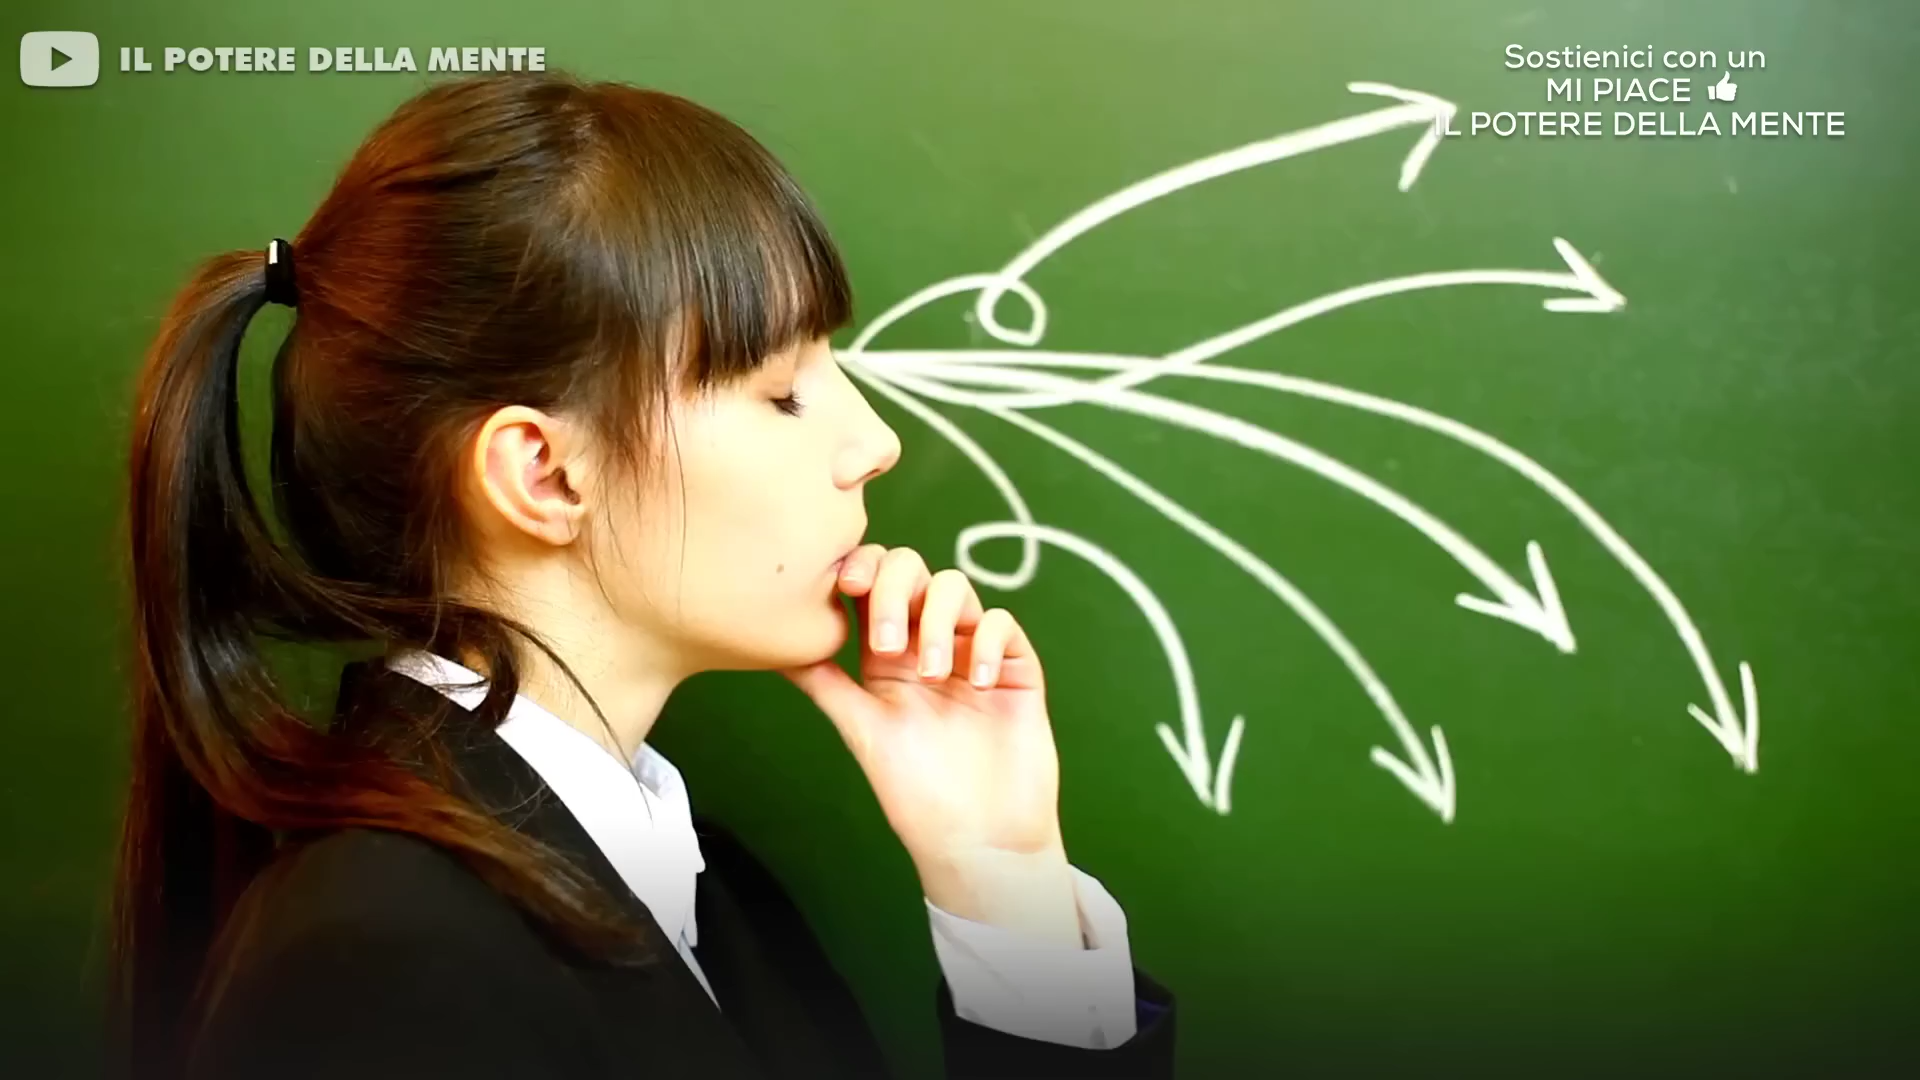 IL POTERE DELLA MENTE
Sostienici con un
MI PIACE
IL POTERE DELLA MENTE